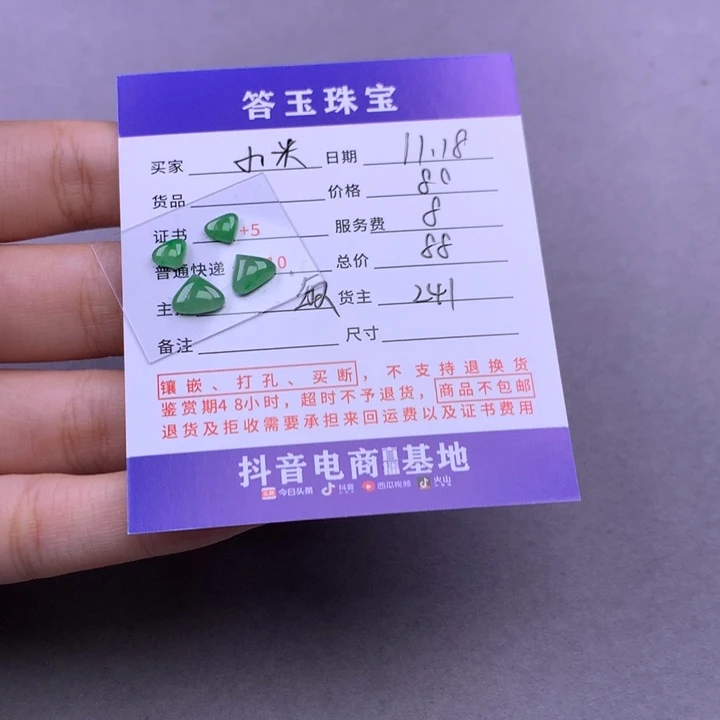 答玉珠宝
买家 小米 日期 11.18
货品 价格 80
证书 +5 服务费 8
普通快递 10 总价 88
主 货主 241
备注 尺寸
镶嵌、打孔、买断，不支持退换货
鉴赏期48小时，超时不予退货，商品不包邮
退货及拒收需要承担来回运费以及证书费用
抖音电商直播基地
今日头条 抖音 西瓜视频 火山